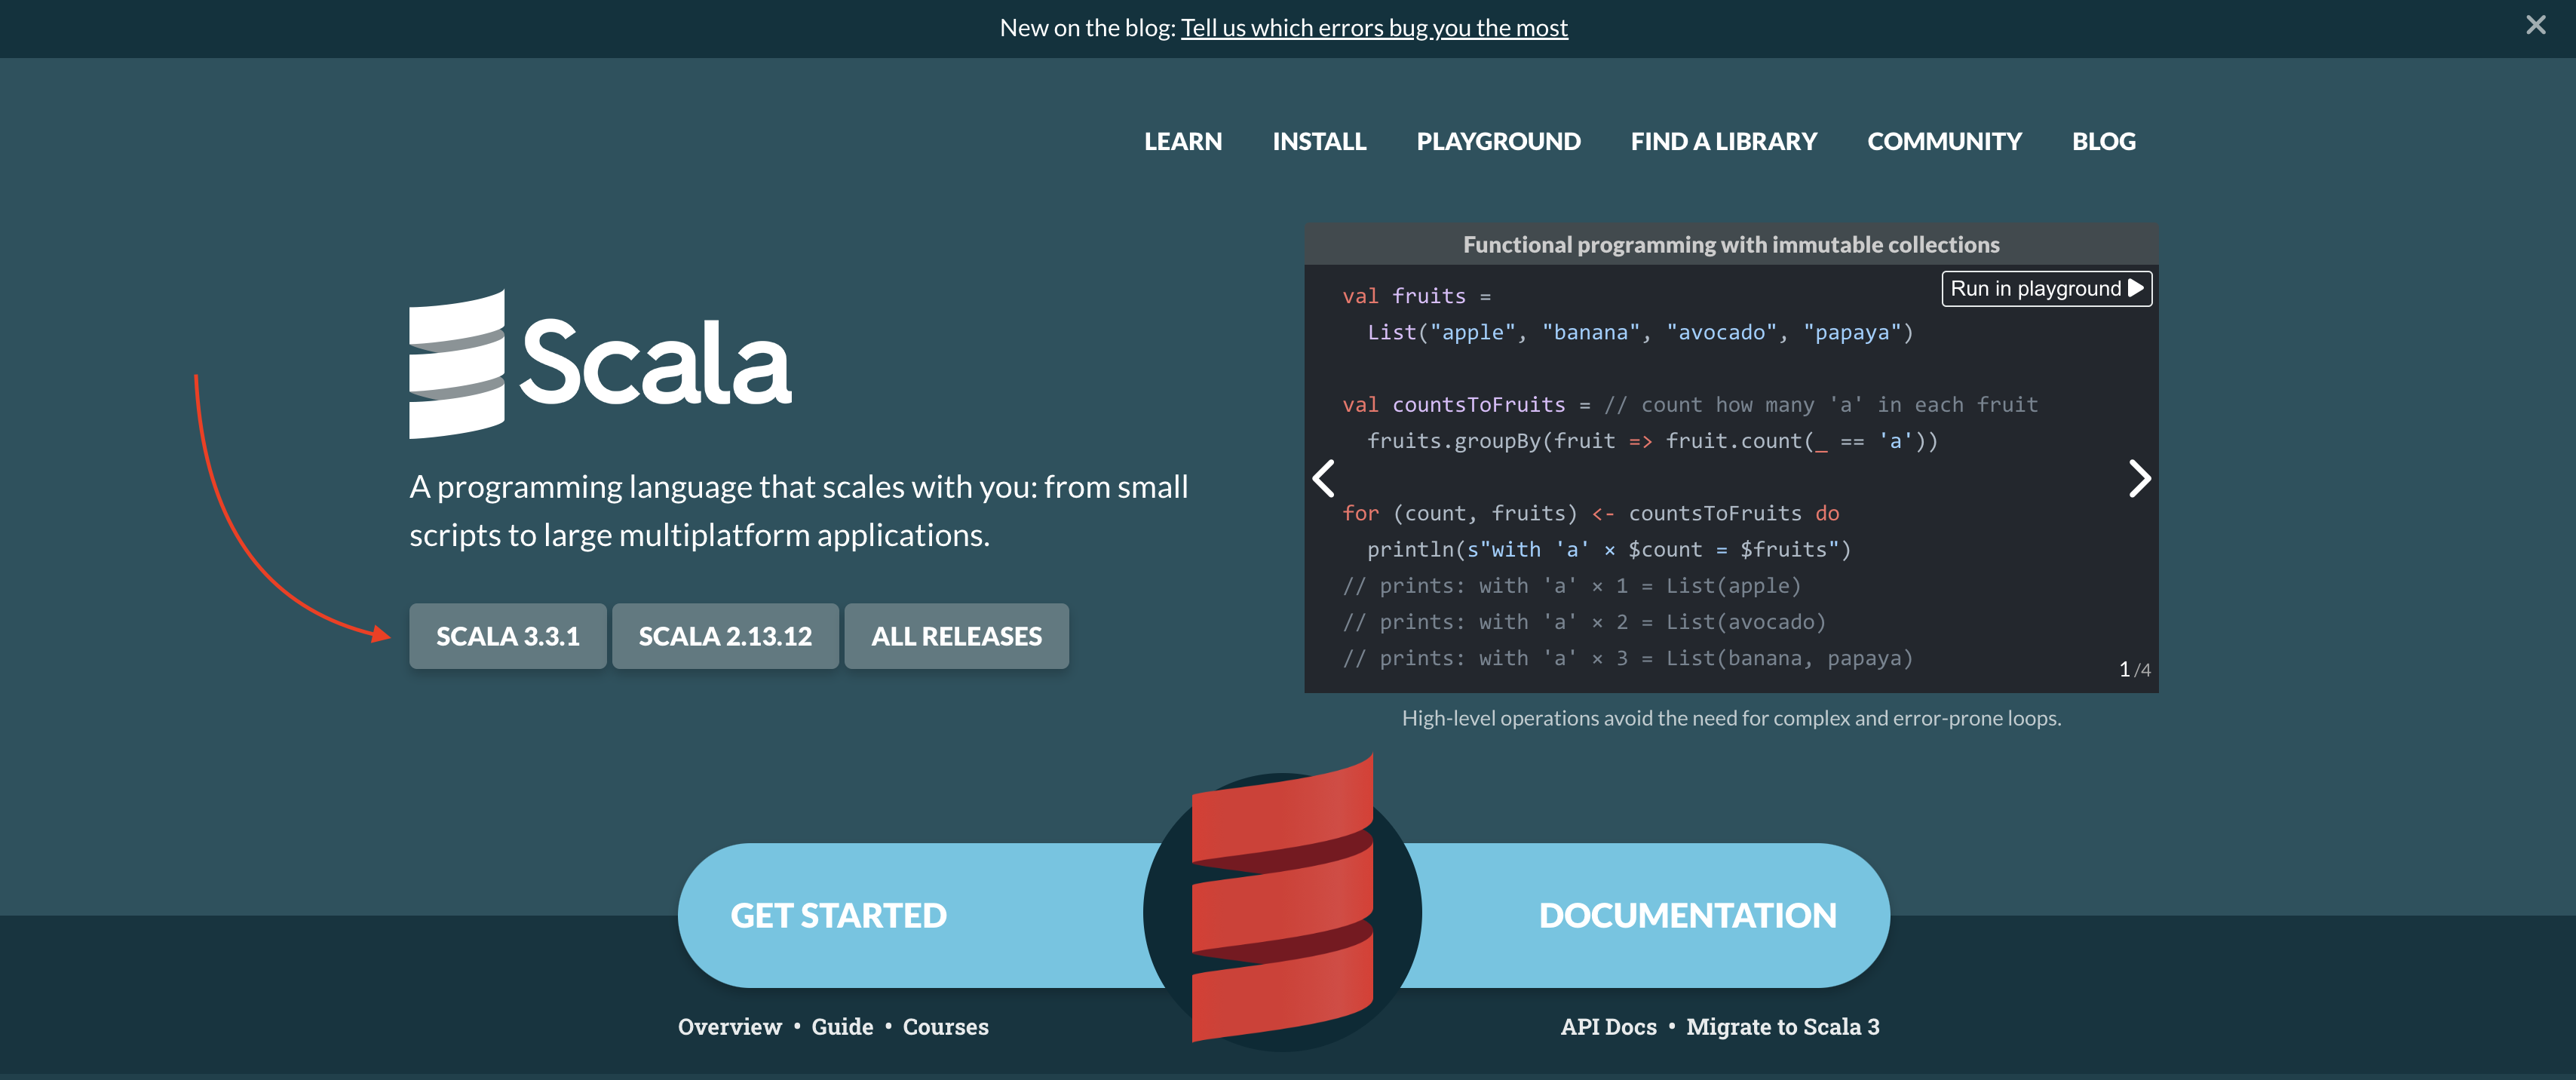 New on the blog: Tell us which errors bug you the most
LEARN INSTALL PLAYGROUND FIND A LIBRARY COMMUNITY BLOG
Scala
A programming language that scales with you: from small
scripts to large multiplatform applications.
SCALA 3.3.1 SCALA 2.13.12 ALL RELEASES
Functional programming with immutable collections
Run in playground
val fruits =
  List("apple", "banana", "avocado", "papaya")
val countsToFruits = // count how many 'a' in each fruit
  fruits.groupBy(fruit => fruit.count(_ == 'a'))
for (count, fruits) <- countsToFruits do
  println(s"with 'a' × $count = $fruits")
// prints: with 'a' × 1 = List(apple)
// prints: with 'a' × 2 = List(avocado)
// prints: with 'a' × 3 = List(banana, papaya)
1/4
High-level operations avoid the need for complex and error-prone loops.
GET STARTED
DOCUMENTATION
Overview • Guide • Courses
API Docs • Migrate to Scala 3